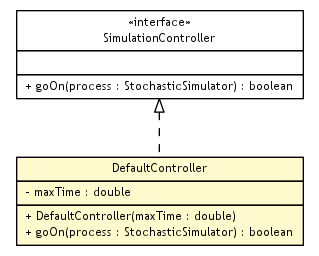 «interface»
SimulationController
+ goOn(process : StochasticSimulator) : boolean
DefaultController
- maxTime : double
+ DefaultController(maxTime : double)
+ goOn(process : StochasticSimulator) : boolean